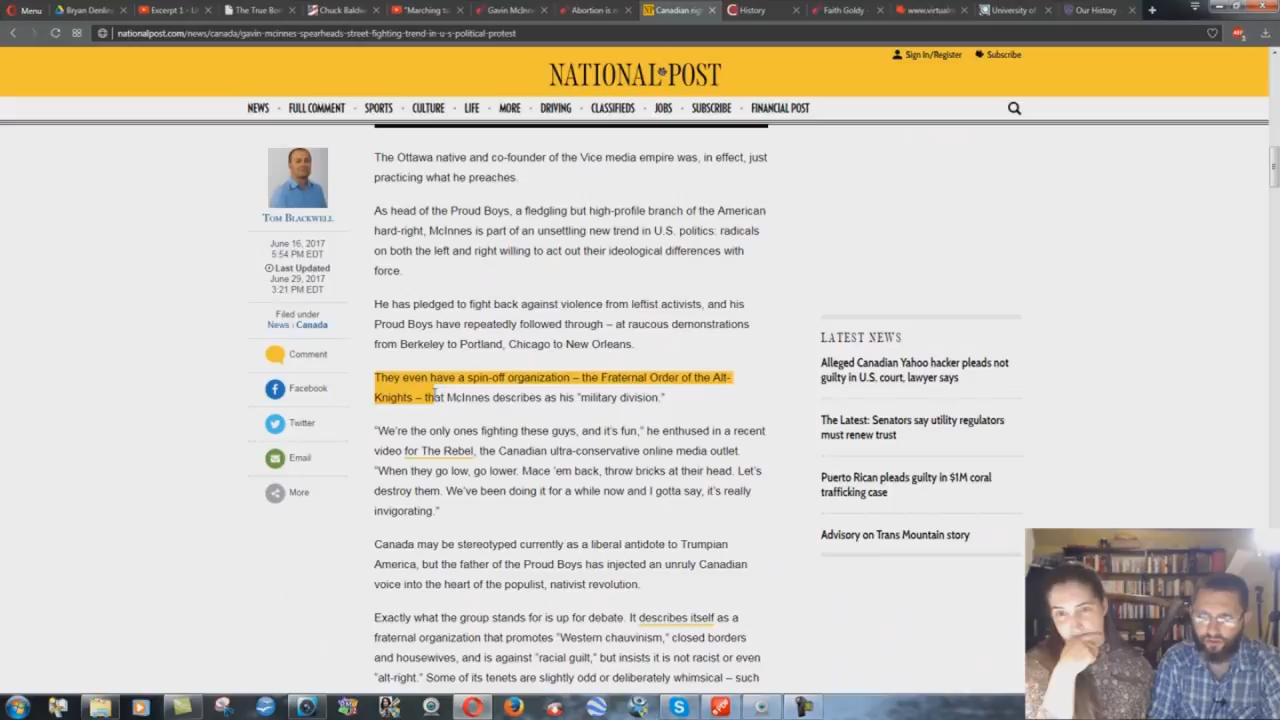 Menu
Bryan Denlin
Excerpt 1 – L
The True Bo
Chuck Baldw
"Marching t
Gavin McInn
Abortion is n
Canadian rig
History
Faith Goldy
www.virtual
University of
Our History
nationalpost.com/news/canada/gavin-mcinnes-spearheads-street-fighting-trend-in-u-s-political-protest
Sign In/Register
Subscribe
NATIONAL POST
NEWS
FULL COMMENT
SPORTS
CULTURE
LIFE
MORE
DRIVING
CLASSIFIEDS
JOBS
SUBSCRIBE
FINANCIAL POST
TOM BLACKWELL
June 16, 2017
5:54 PM EDT
Last Updated
June 29, 2017
3:21 PM EDT
Filed under
News › Canada
Comment
Facebook
Twitter
Email
More
The Ottawa native and co-founder of the Vice media empire was, in effect, just
practicing what he preaches.
As head of the Proud Boys, a fledgling but high-profile branch of the American
hard-right, McInnes is part of an unsettling new trend in U.S. politics: radicals
on both the left and right willing to act out their ideological differences with
force.
He has pledged to fight back against violence from leftist activists, and his
Proud Boys have repeatedly followed through – at raucous demonstrations
from Berkeley to Portland, Chicago to New Orleans.
They even have a spin-off organization – the Fraternal Order of the Alt-
Knights – that McInnes describes as his "military division."
"We're the only ones fighting these guys, and it's fun," he enthused in a recent
video for The Rebel, the Canadian ultra-conservative online media outlet.
"When they go low, go lower. Mace 'em back, throw bricks at their head. Let's
destroy them. We've been doing it for a while now and I gotta say, it's really
invigorating."
Canada may be stereotyped currently as a liberal antidote to Trumpian
America, but the father of the Proud Boys has injected an unruly Canadian
voice into the heart of the populist, nativist revolution.
Exactly what the group stands for is up for debate. It describes itself as a
fraternal organization that promotes "Western chauvinism," closed borders
and housewives, and is against "racial guilt," but insists it is not racist or even
"alt-right." Some of its tenets are slightly odd or deliberately whimsical – such
LATEST NEWS
Alleged Canadian Yahoo hacker pleads not
guilty in U.S. court, lawyer says
The Latest: Senators say utility regulators
must renew trust
Puerto Rican pleads guilty in $1M coral
trafficking case
Advisory on Trans Mountain story